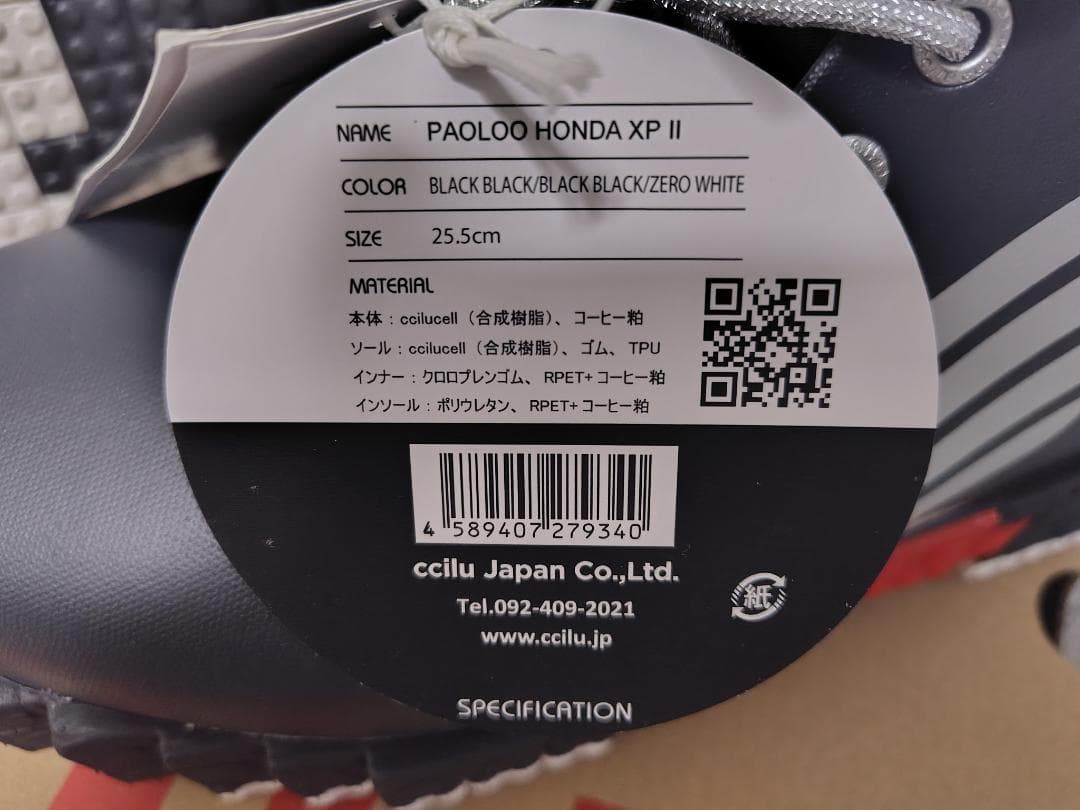 NAME PAOLOO HONDA XP II
COLOR BLACK BLACK/BLACK BLACK/ZERO WHITE
SIZE 25.5cm
MATERIAL
本体：ccilucell（合成樹脂）、コーヒー粕
ソール：ccilucell（合成樹脂）、ゴム、TPU
インナー：クロロプレンゴム、RPET+コーヒー粕
インソール：ポリウレタン、RPET+コーヒー粕
4 589407 279340
ccilu Japan Co.,Ltd.
Tel.092-409-2021
www.ccilu.jp
紙
SPECIFICATION